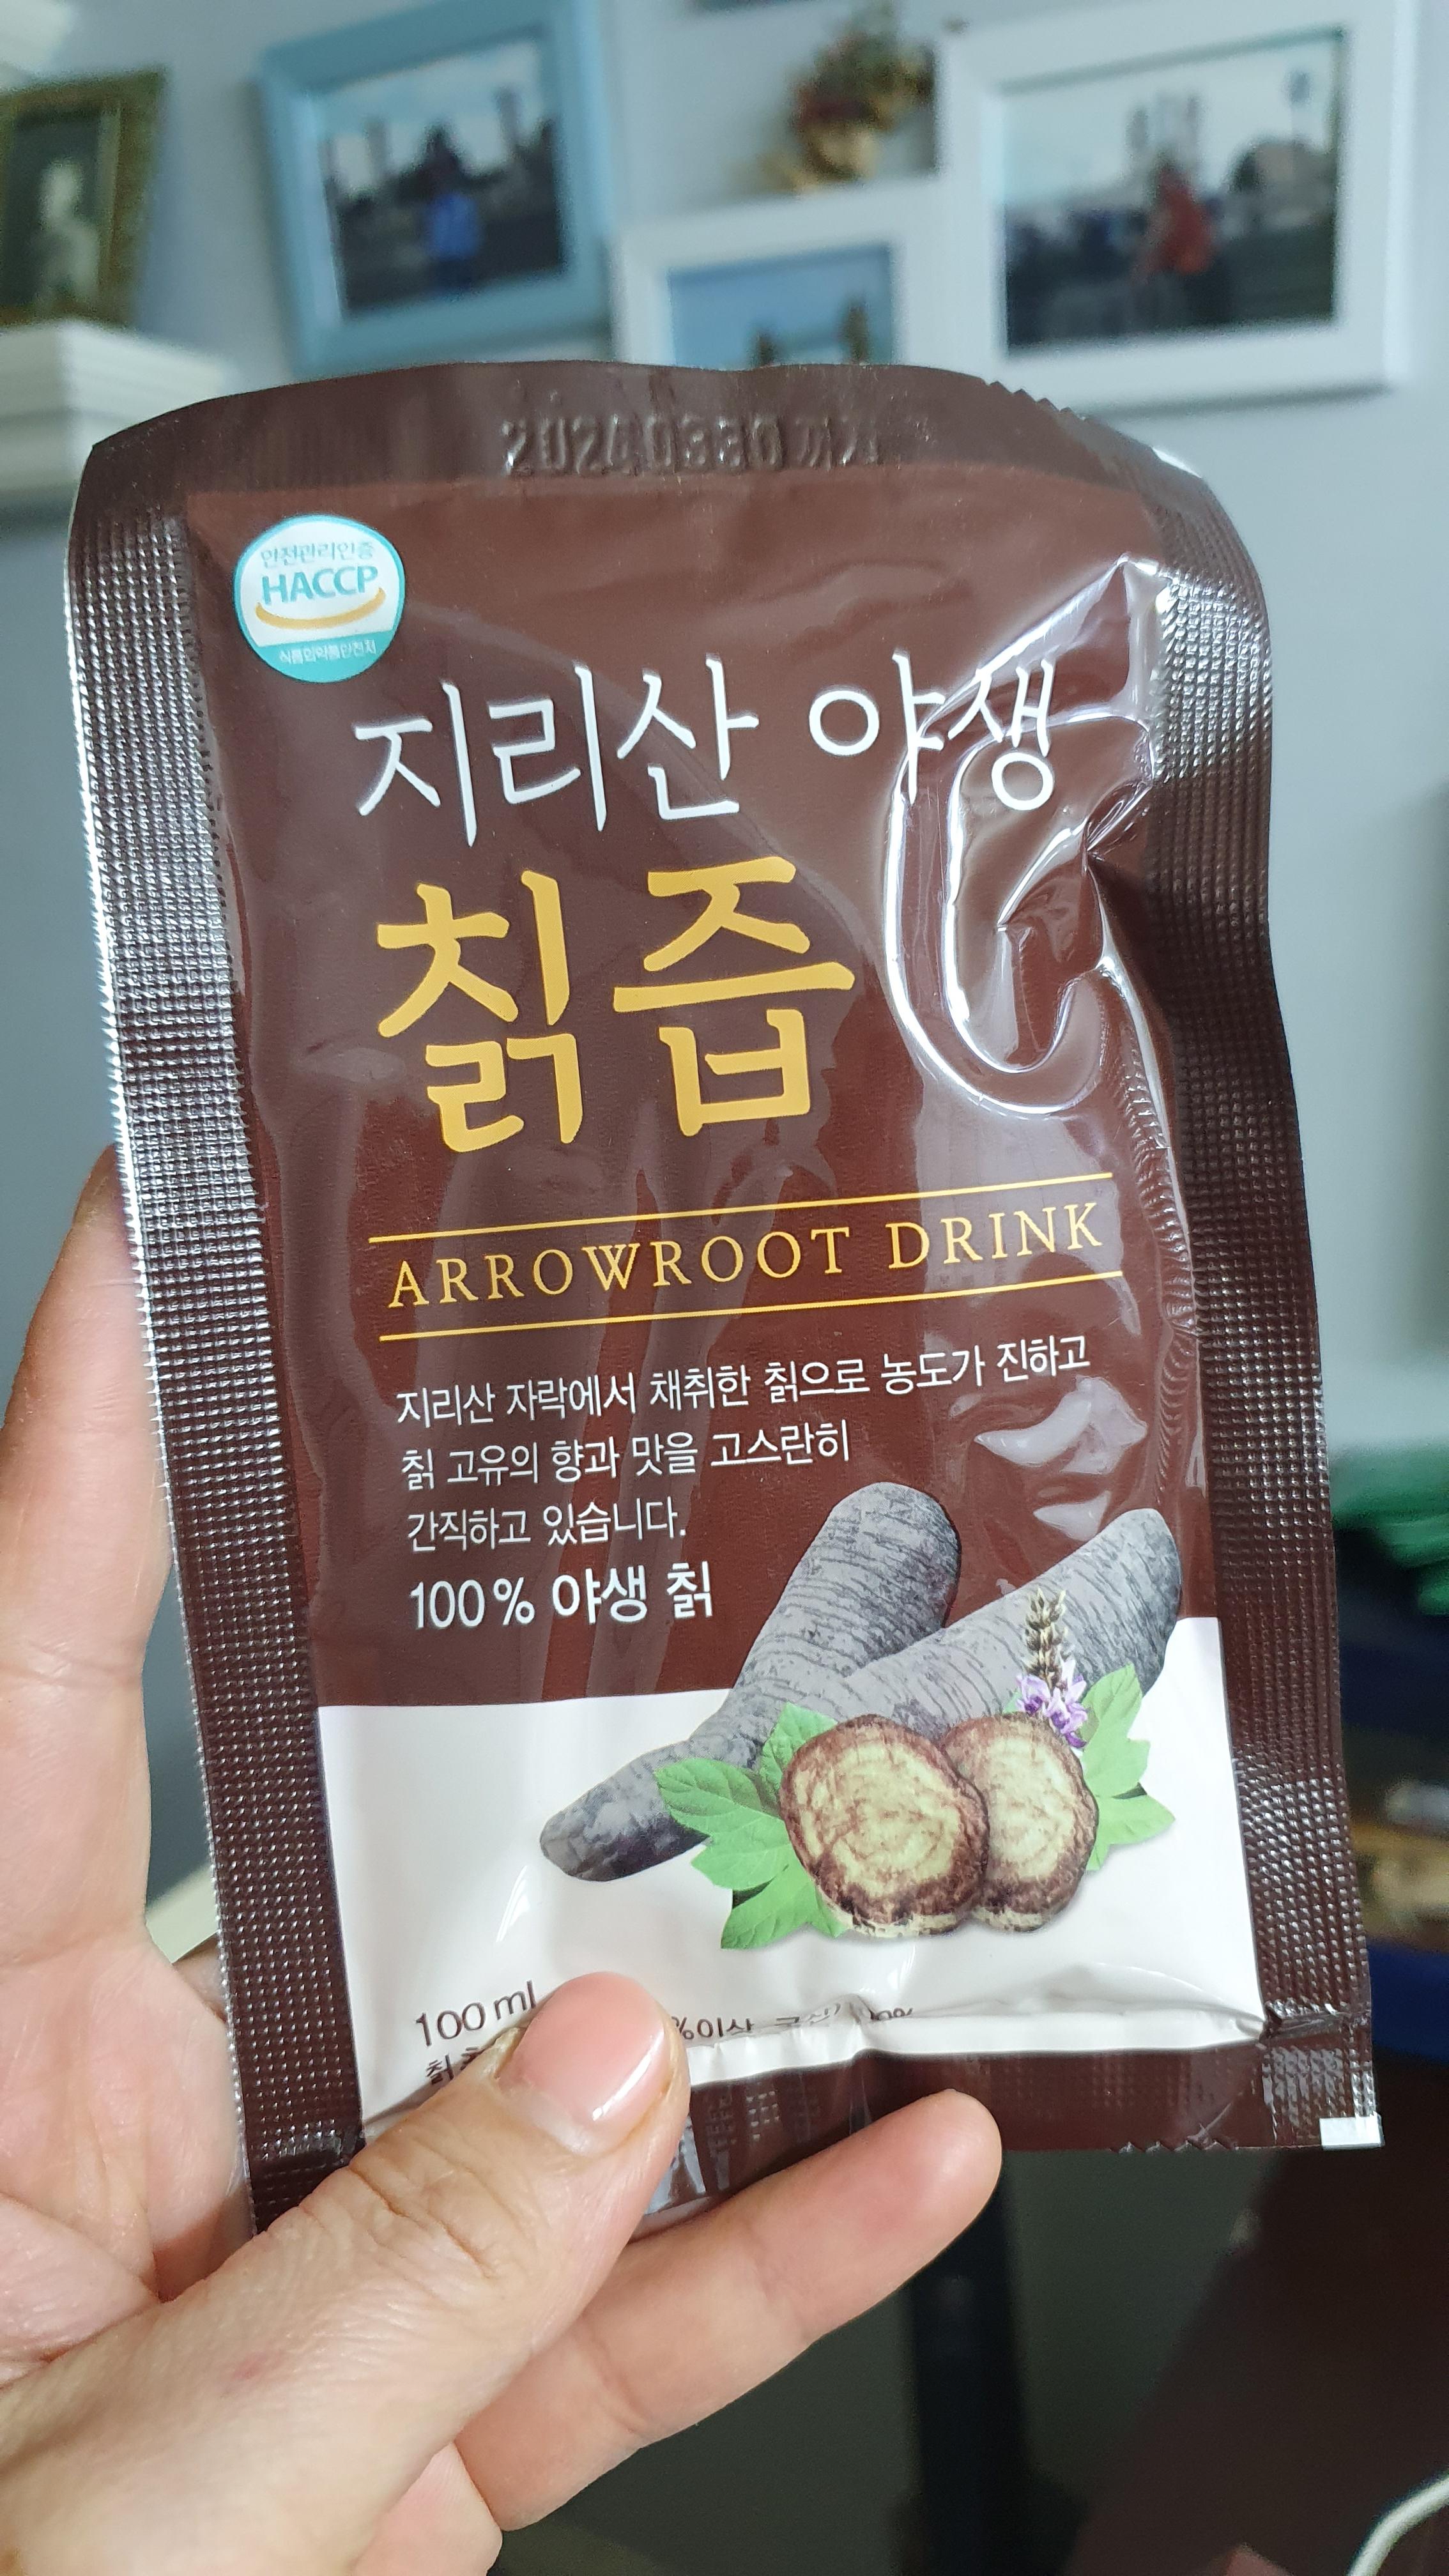 20240330 까지
안전관리인증
HACCP
식품의약품안전처
지리산 야생
칡즙
ARROWROOT DRINK
지리산 자락에서 채취한 칡으로 농도가 진하고
칡 고유의 향과 맛을 고스란히
간직하고 있습니다.
100% 야생 칡
100 ml